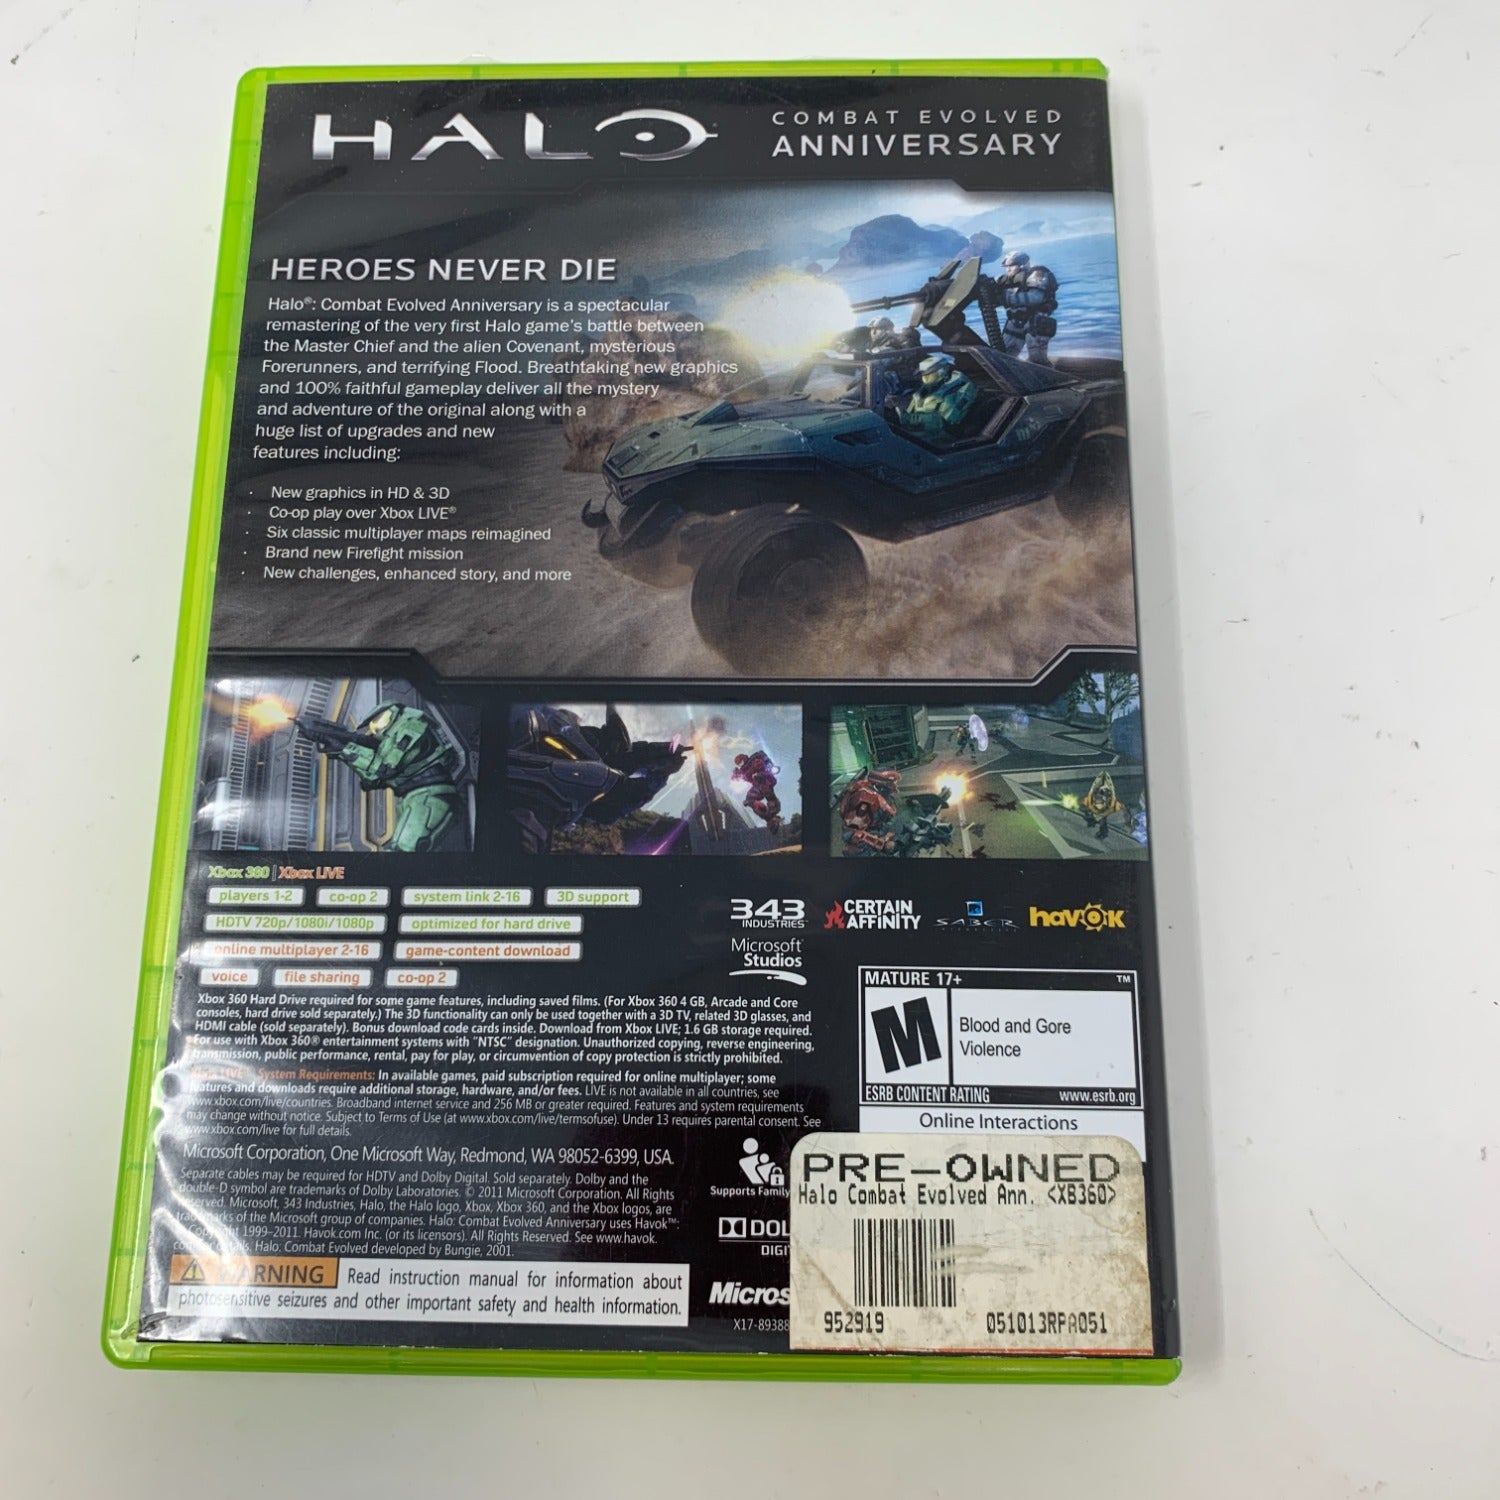 HALO
COMBAT EVOLVED
ANNIVERSARY
HEROES NEVER DIE
Halo®: Combat Evolved Anniversary is a spectacular
remastering of the very first Halo game's battle between
the Master Chief and the alien Covenant, mysterious
Forerunners, and terrifying Flood. Breathtaking new graphics
and 100% faithful gameplay deliver all the mystery
and adventure of the original along with a
huge list of upgrades and new
features including:
· New graphics in HD & 3D
· Co-op play over Xbox LIVE®
· Six classic multiplayer maps reimagined
· Brand new Firefight mission
· New challenges, enhanced story, and more
Xbox 360 | Xbox LIVE
players 1-2 co-op 2 system link 2-16 3D support
HDTV 720p/1080i/1080p optimized for hard drive
online multiplayer 2-16 game-content download
voice file sharing co-op 2
343 INDUSTRIES
CERTAIN AFFINITY
SABER
havok
Microsoft Studios
Xbox 360 Hard Drive required for some game features, including saved films. (For Xbox 360 4 GB, Arcade and Core
consoles, hard drive sold separately.) The 3D functionality can only be used together with a 3D TV, related 3D glasses, and
HDMI cable (sold separately). Bonus download code cards inside. Download from Xbox LIVE; 1.6 GB storage required.
For use with Xbox 360® entertainment systems with "NTSC" designation. Unauthorized copying, reverse engineering,
transmission, public performance, rental, pay for play, or circumvention of copy protection is strictly prohibited.
Xbox LIVE® System Requirements: In available games, paid subscription required for online multiplayer; some
features and downloads require additional storage, hardware, and/or fees. LIVE is not available in all countries, see
www.xbox.com/live/countries. Broadband internet service and 256 MB or greater required. Features and system requirements
may change without notice. Subject to Terms of Use (at www.xbox.com/live/termsofuse). Under 13 requires parental consent. See
www.xbox.com/live for full details.
Microsoft Corporation, One Microsoft Way, Redmond, WA 98052-6399, USA.
Separate cables may be required for HDTV and Dolby Digital. Sold separately. Dolby and the
double-D symbol are trademarks of Dolby Laboratories. © 2011 Microsoft Corporation. All Rights
Reserved. Microsoft, 343 Industries, Halo, the Halo logo, Xbox, Xbox 360, and the Xbox logos, are
trademarks of the Microsoft group of companies. Halo: Combat Evolved Anniversary uses Havok™:
Copyright 1999-2011. Havok.com Inc. (or its licensors). All Rights Reserved. See www.havok.
com for details. Halo: Combat Evolved developed by Bungie, 2001.
WARNING Read instruction manual for information about
photosensitive seizures and other important safety and health information.
MATURE 17+ ™
M
Blood and Gore
Violence
ESRB CONTENT RATING www.esrb.org
Online Interactions
Supports Family
DOL
DIGI
Micros
X17-89388
PRE-OWNED
Halo Combat Evolved Ann. <XB360>
952919 051013RPA051